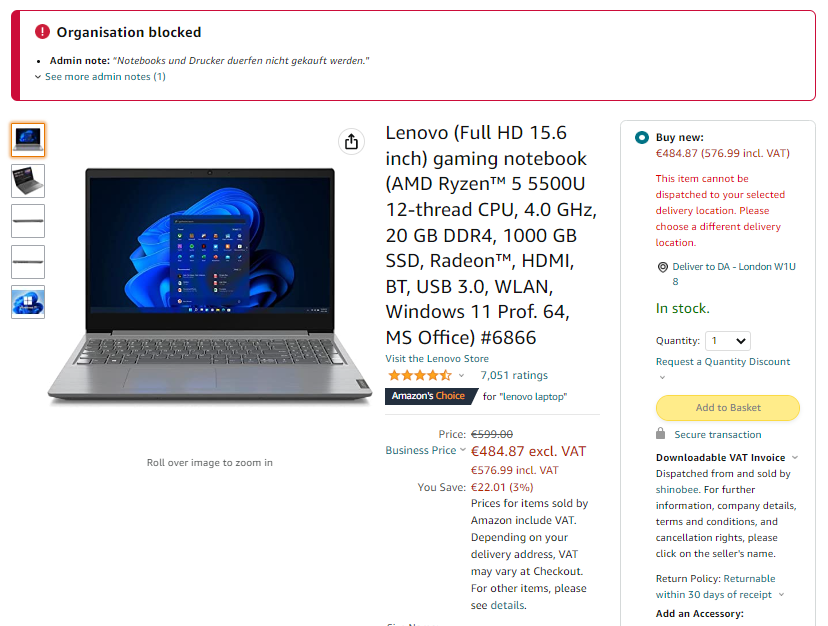 Organisation blocked
• Admin note: "Notebooks und Drucker duerfen nicht gekauft werden."
See more admin notes (1)
Lenovo (Full HD 15.6
inch) gaming notebook
(AMD Ryzen™ 5 5500U
12-thread CPU, 4.0 GHz,
20 GB DDR4, 1000 GB
SSD, Radeon™, HDMI,
BT, USB 3.0, WLAN,
Windows 11 Prof. 64,
MS Office) #6866
Visit the Lenovo Store
7,051 ratings
Amazon's Choice for "lenovo laptop"
Price: €599.00
Business Price €484.87 excl. VAT
€576.99 incl. VAT
You Save: €22.01 (3%)
Prices for items sold by
Amazon include VAT.
Depending on your
delivery address, VAT
may vary at Checkout.
For other items, please
see details.
Roll over image to zoom in
Buy new:
€484.87 (576.99 incl. VAT)
This item cannot be
dispatched to your selected
delivery location. Please
choose a different delivery
location.
Deliver to DA - London W1U
8
In stock.
Quantity: 1
Request a Quantity Discount
Add to Basket
Secure transaction
Downloadable VAT Invoice
Dispatched from and sold by
shinobee. For further
information, company details,
terms and conditions, and
cancellation rights, please
click on the seller's name.
Return Policy: Returnable
within 30 days of receipt
Add an Accessory: